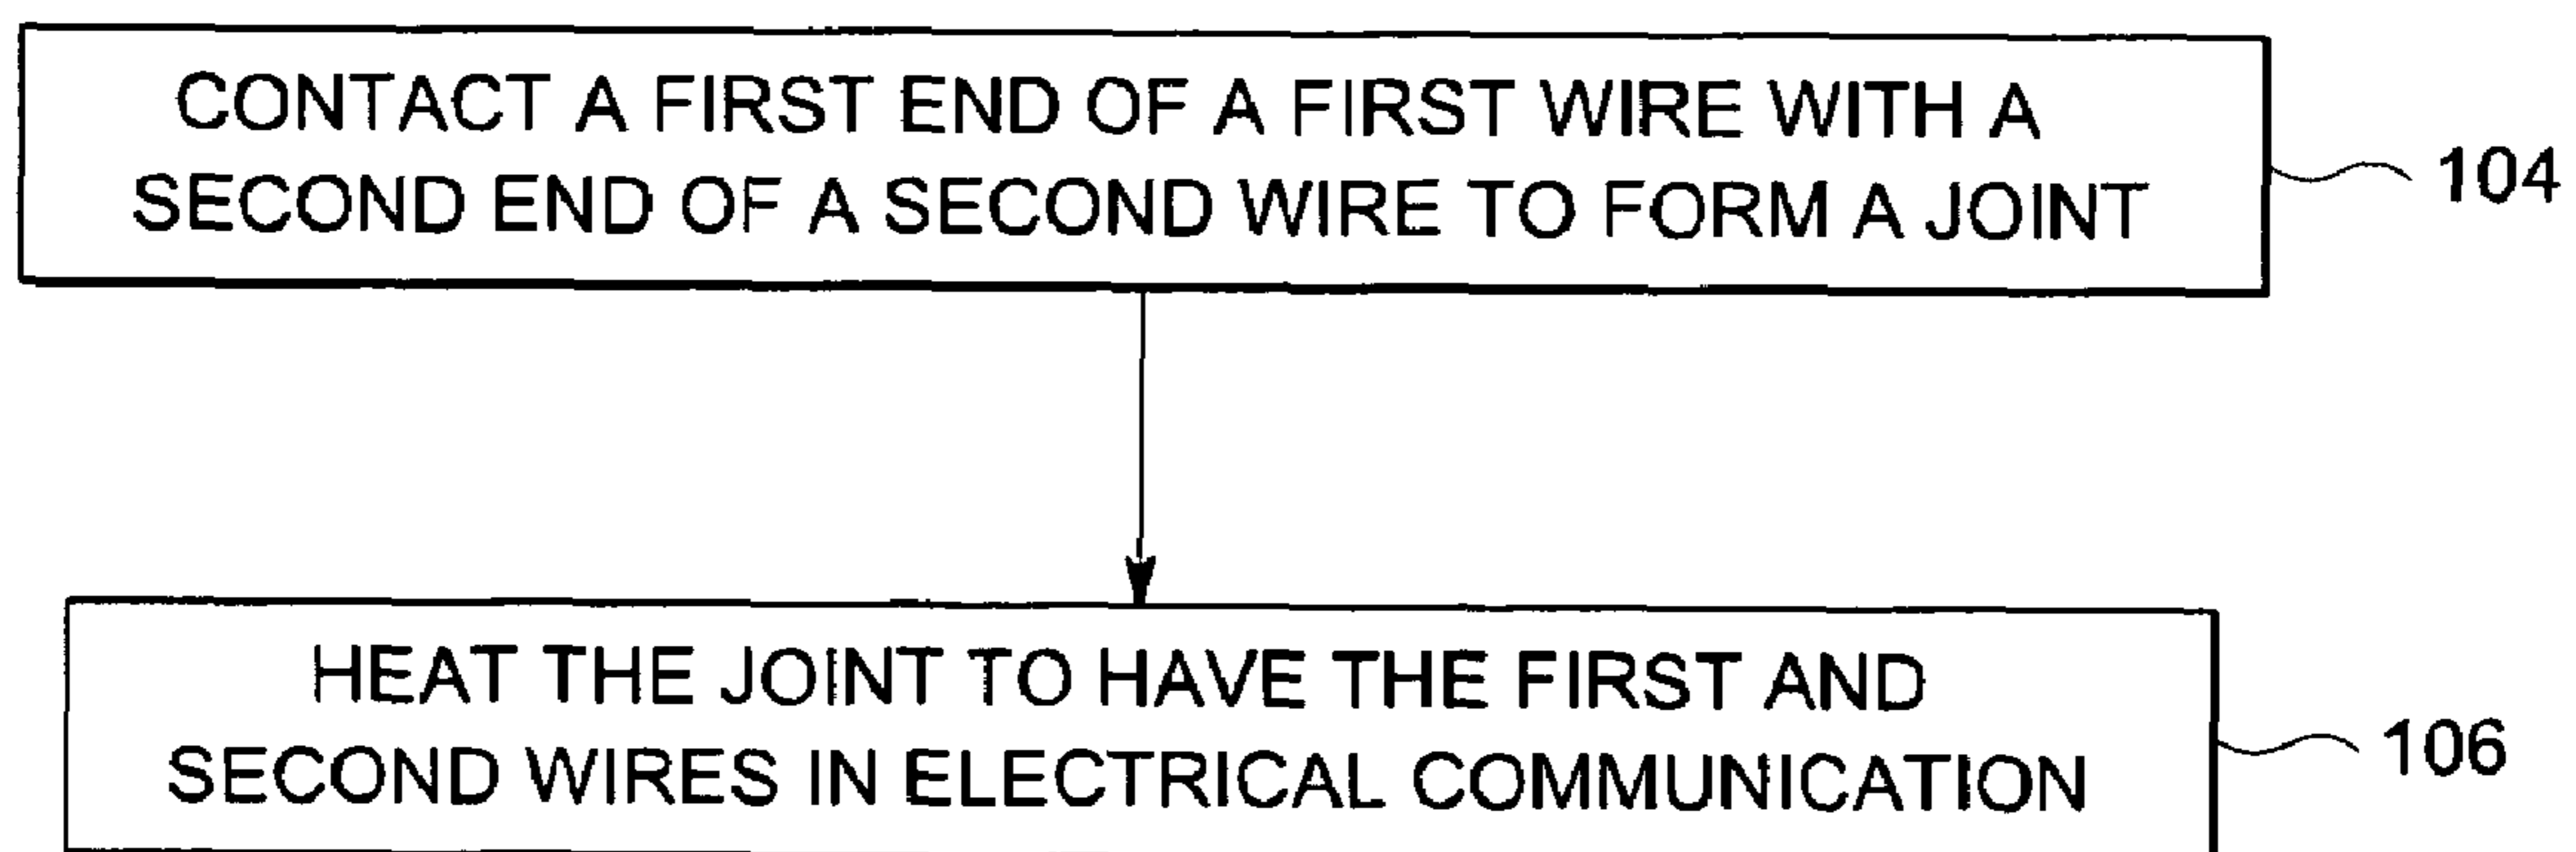 CONTACT A FIRST END OF A FIRST WIRE WITH A
SECOND END OF A SECOND WIRE TO FORM A JOINT
104
HEAT THE JOINT TO HAVE THE FIRST AND
SECOND WIRES IN ELECTRICAL COMMUNICATION
106